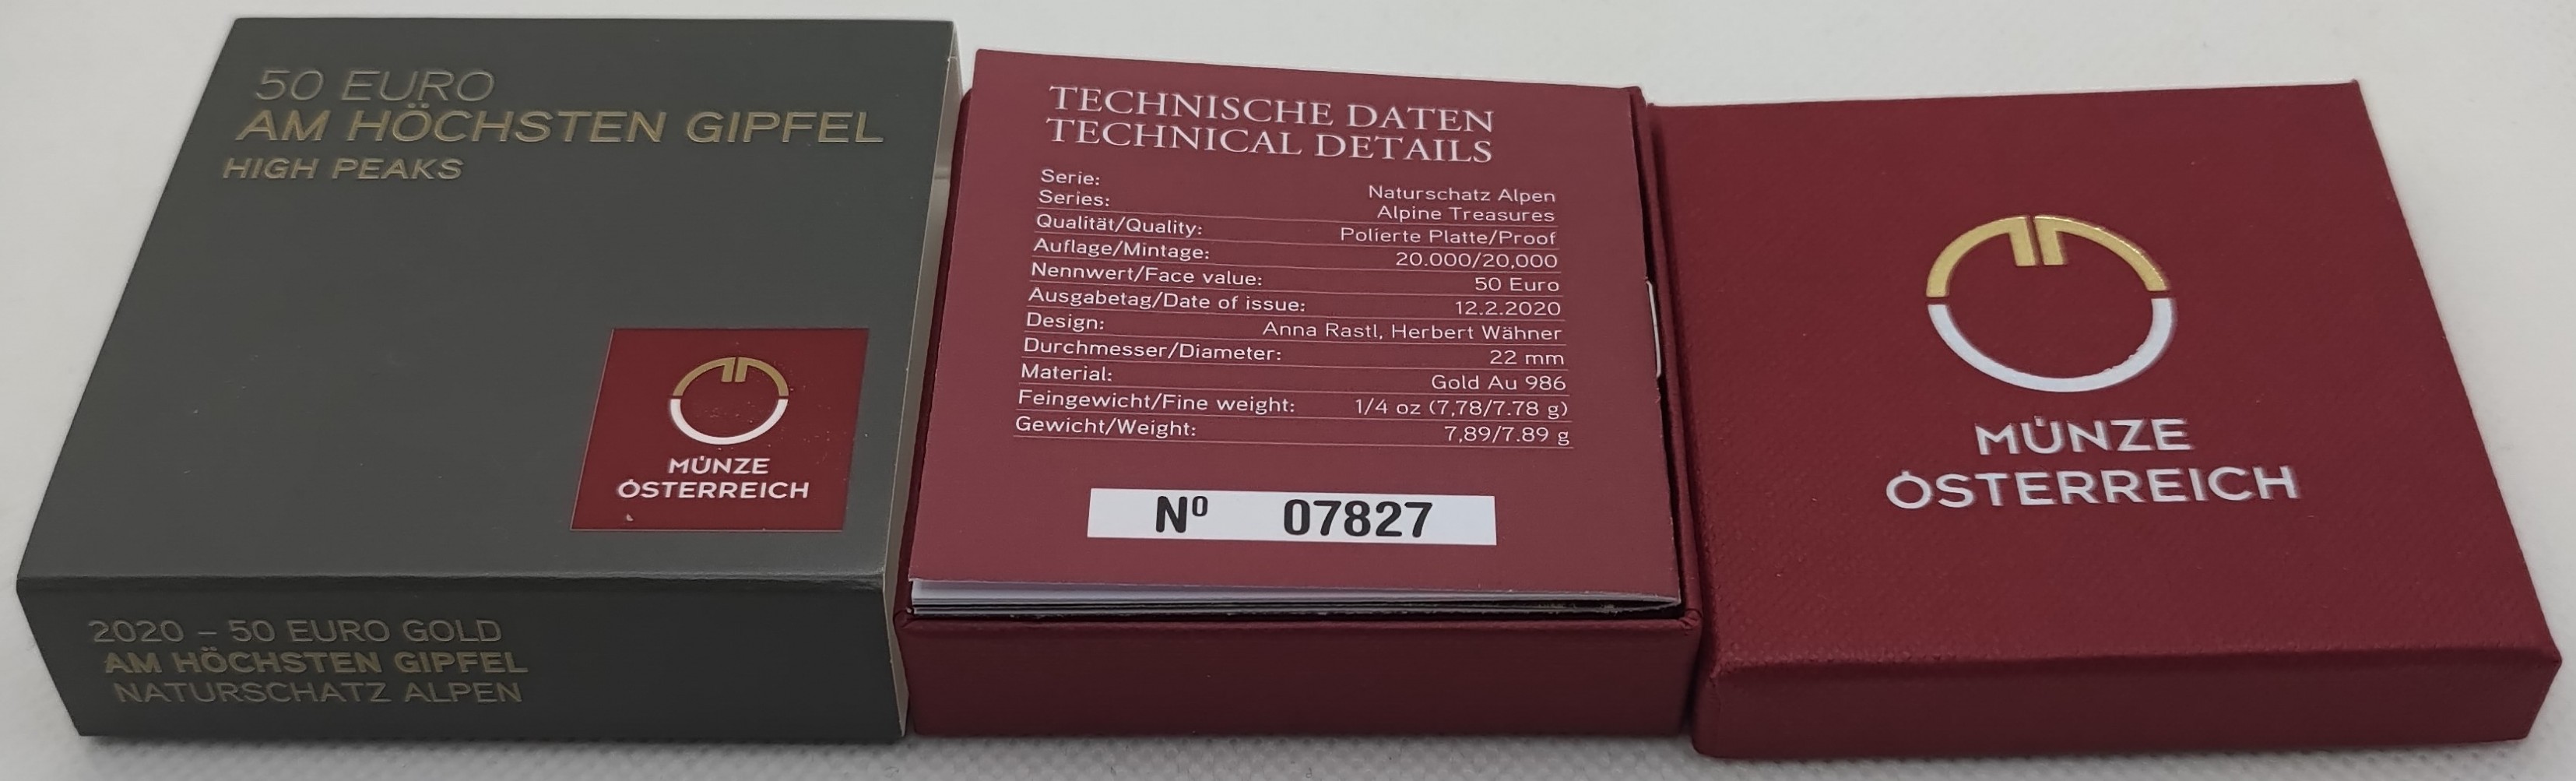 50 EURO
AM HÖCHSTEN GIPFEL
HIGH PEAKS
MÜNZE
ÖSTERREICH
2020 – 50 EURO GOLD
AM HÖCHSTEN GIPFEL
NATURSCHATZ ALPEN
TECHNISCHE DATEN
TECHNICAL DETAILS
Serie: Naturschatz Alpen
Series: Alpine Treasures
Qualität/Quality: Polierte Platte/Proof
Auflage/Mintage: 20.000/20,000
Nennwert/Face value: 50 Euro
Ausgabetag/Date of issue: 12.2.2020
Design: Anna Rastl, Herbert Wähner
Durchmesser/Diameter: 22 mm
Material: Gold Au 986
Feingewicht/Fine weight: 1/4 oz (7,78/7.78 g)
Gewicht/Weight: 7,89/7.89 g
Nº 07827
MÜNZE
ÖSTERREICH